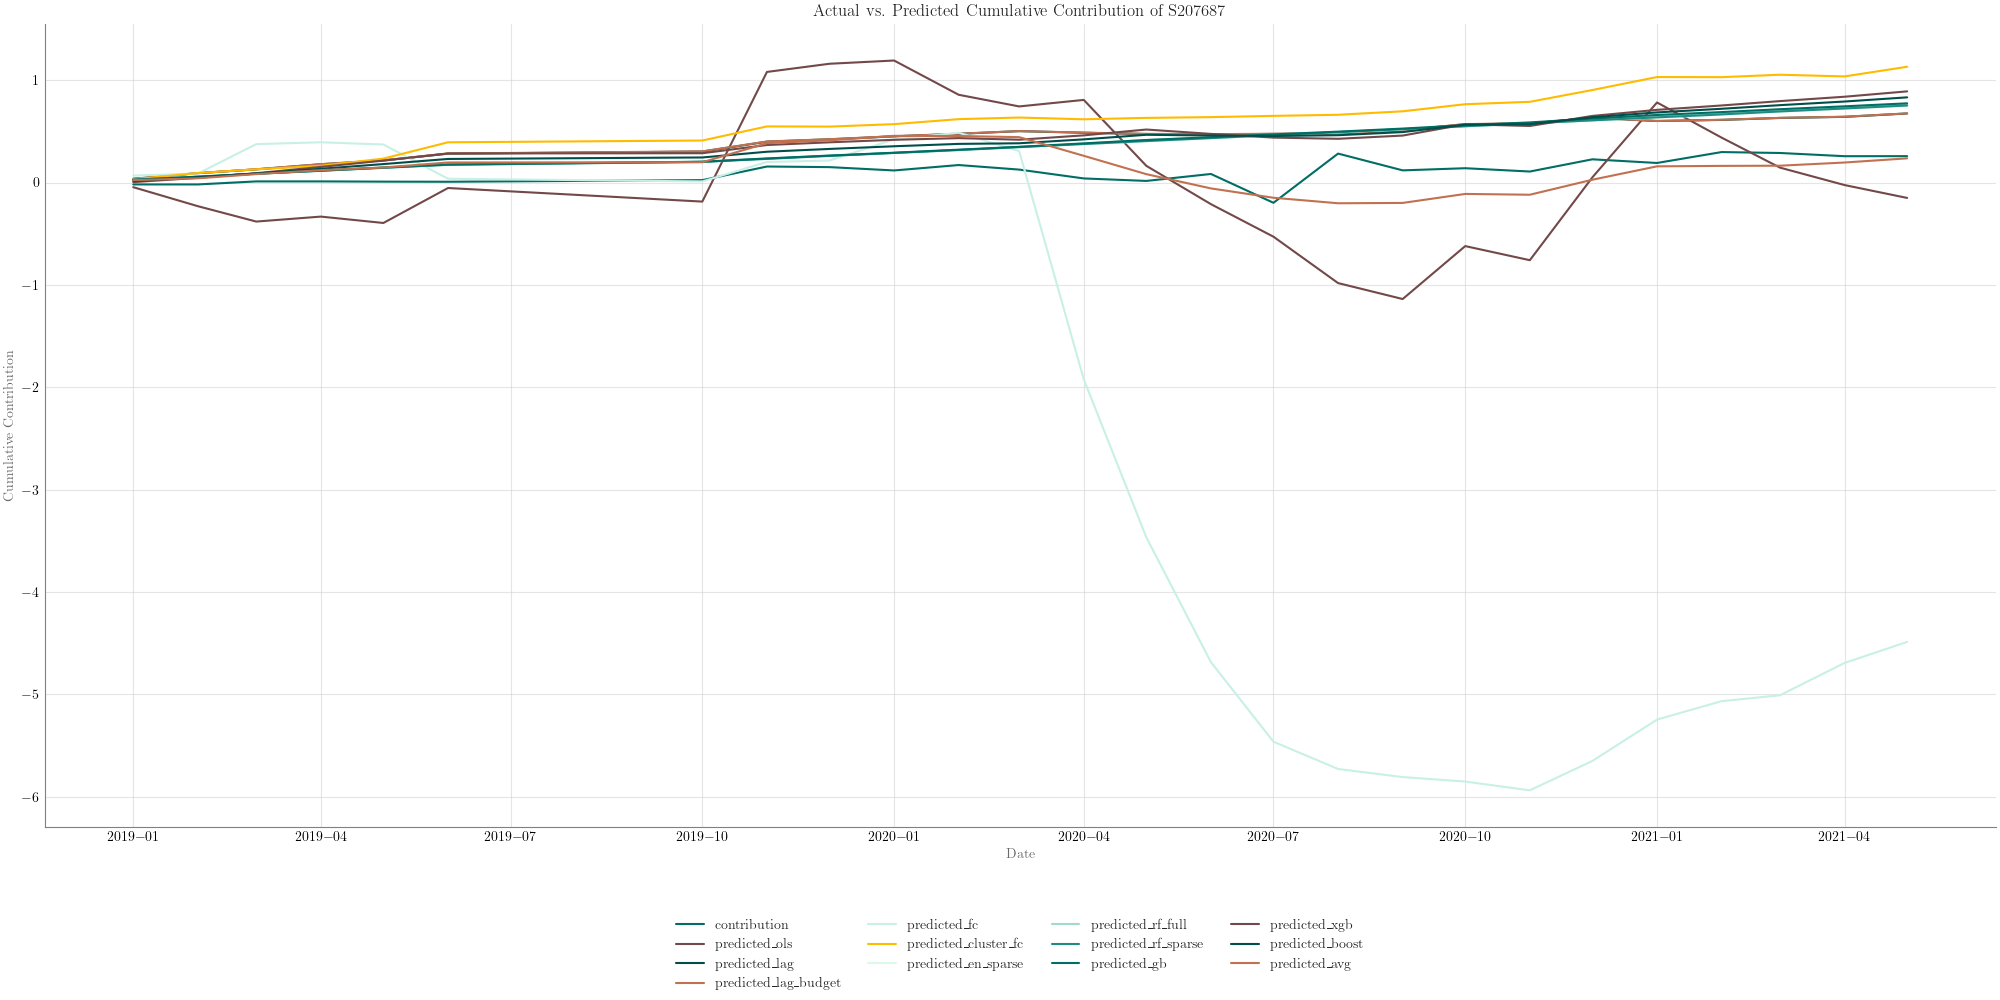 Actual vs. Predicted Cumulative Contribution of S207687
Cumulative Contribution
1
0
−1
−2
−3
−4
−5
−6
2019−01 2019−04 2019−07 2019−10 2020−01 2020−04 2020−07 2020−10 2021−01 2021−04
Date
contribution predicted_fc predicted_rf_full predicted_xgb
predicted_ols predicted_cluster_fc predicted_rf_sparse predicted_boost
predicted_lag predicted_en_sparse predicted_gb predicted_avg
predicted_lag_budget